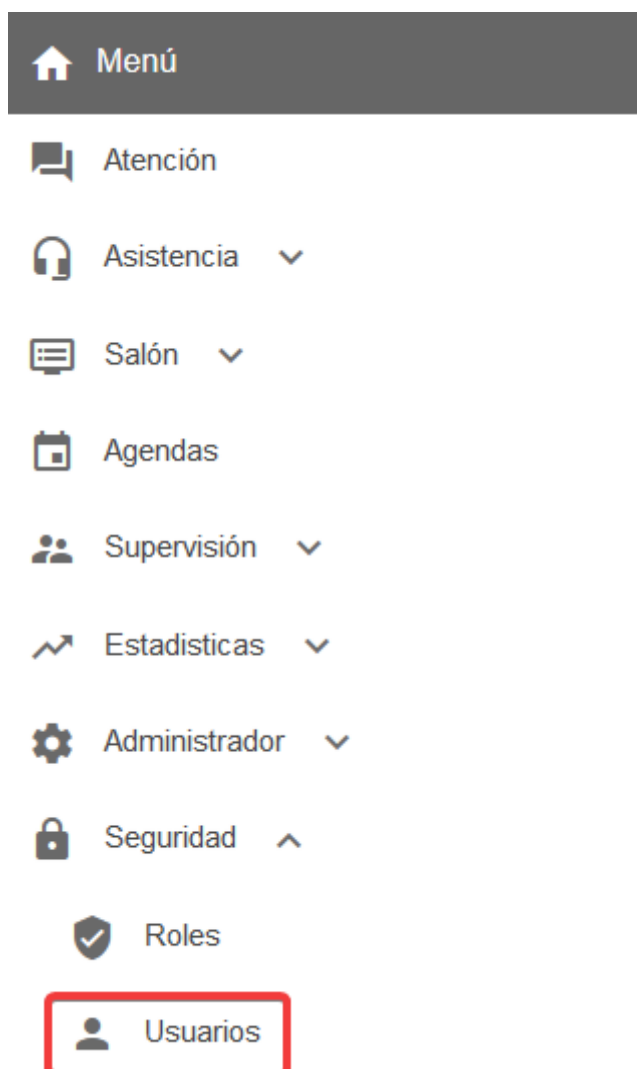 Menú
Atención
Asistencia
Salón
Agendas
Supervisión
Estadisticas
Administrador
Seguridad
Roles
Usuarios